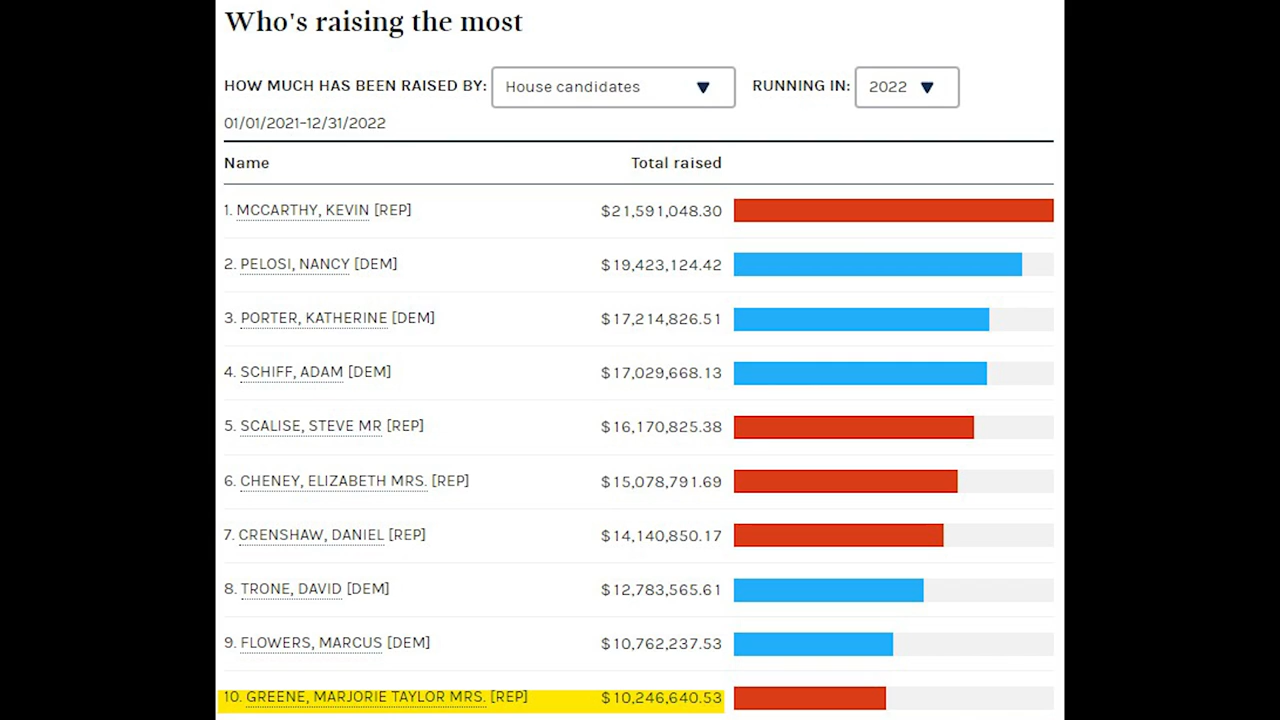 Who's raising the most
HOW MUCH HAS BEEN RAISED BY: House candidates ▼ RUNNING IN: 2022 ▼
01/01/2021–12/31/2022
Name Total raised
1. MCCARTHY, KEVIN [REP] $21,591,048.30
2. PELOSI, NANCY [DEM] $19,423,124.42
3. PORTER, KATHERINE [DEM] $17,214,826.51
4. SCHIFF, ADAM [DEM] $17,029,668.13
5. SCALISE, STEVE MR [REP] $16,170,825.38
6. CHENEY, ELIZABETH MRS. [REP] $15,078,791.69
7. CRENSHAW, DANIEL [REP] $14,140,850.17
8. TRONE, DAVID [DEM] $12,783,565.61
9. FLOWERS, MARCUS [DEM] $10,762,237.53
10. GREENE, MARJORIE TAYLOR MRS. [REP] $10,246,640.53